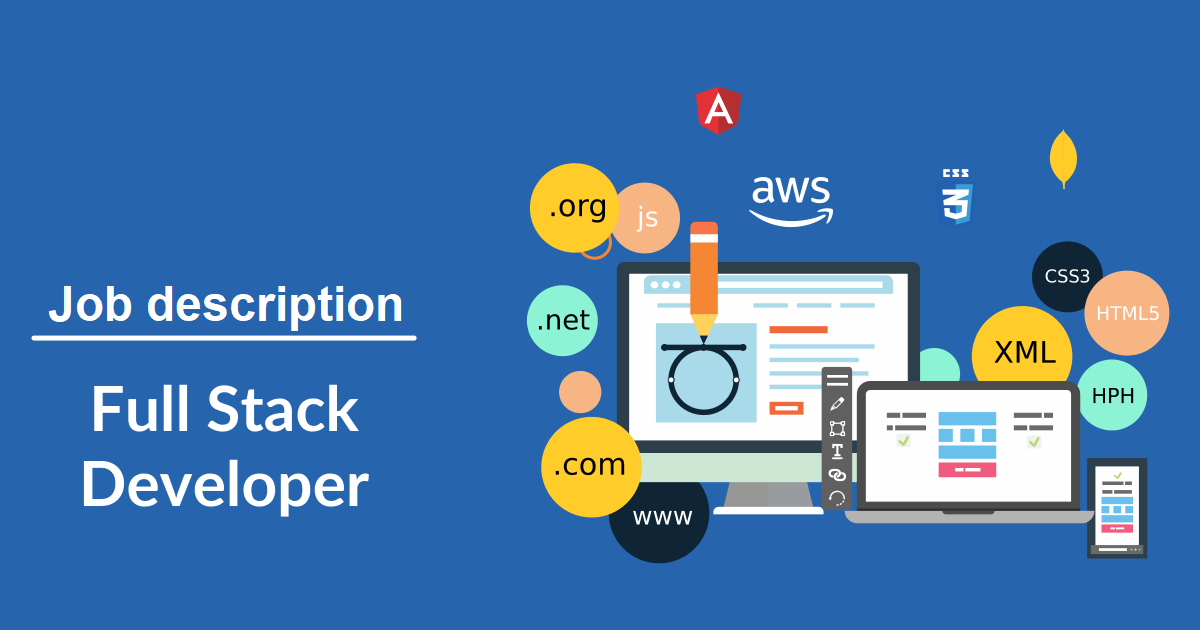 Job description
Full Stack
Developer
A
aws
CSS
3
.org
js
.net
.com
www
T
CSS3
HTML5
XML
HPH